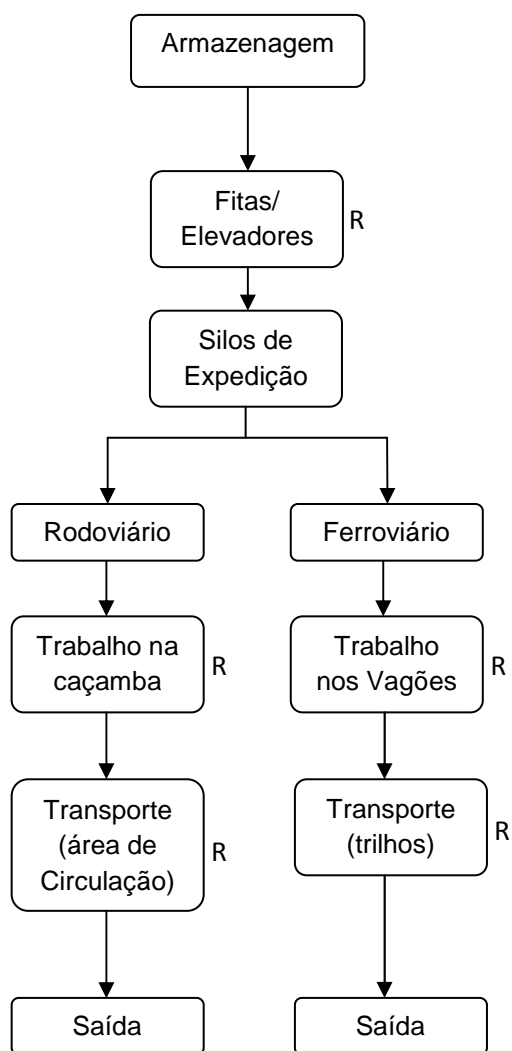 Armazenagem
Fitas/
Elevadores
R
Silos de
Expedição
Rodoviário
Ferroviário
Trabalho na
caçamba
R
Trabalho
nos Vagões
R
Transporte
(área de
Circulação)
R
Transporte
(trilhos)
R
Saída
Saída